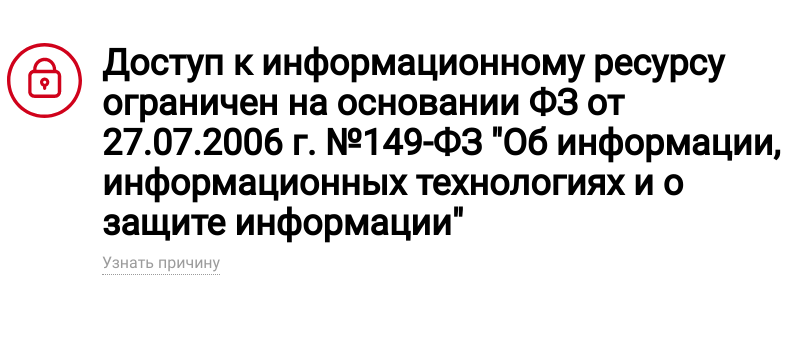 Доступ к информационному ресурсу
ограничен на основании ФЗ от
27.07.2006 г. №149-ФЗ "Об информации,
информационных технологиях и о
защите информации"
Узнать причину